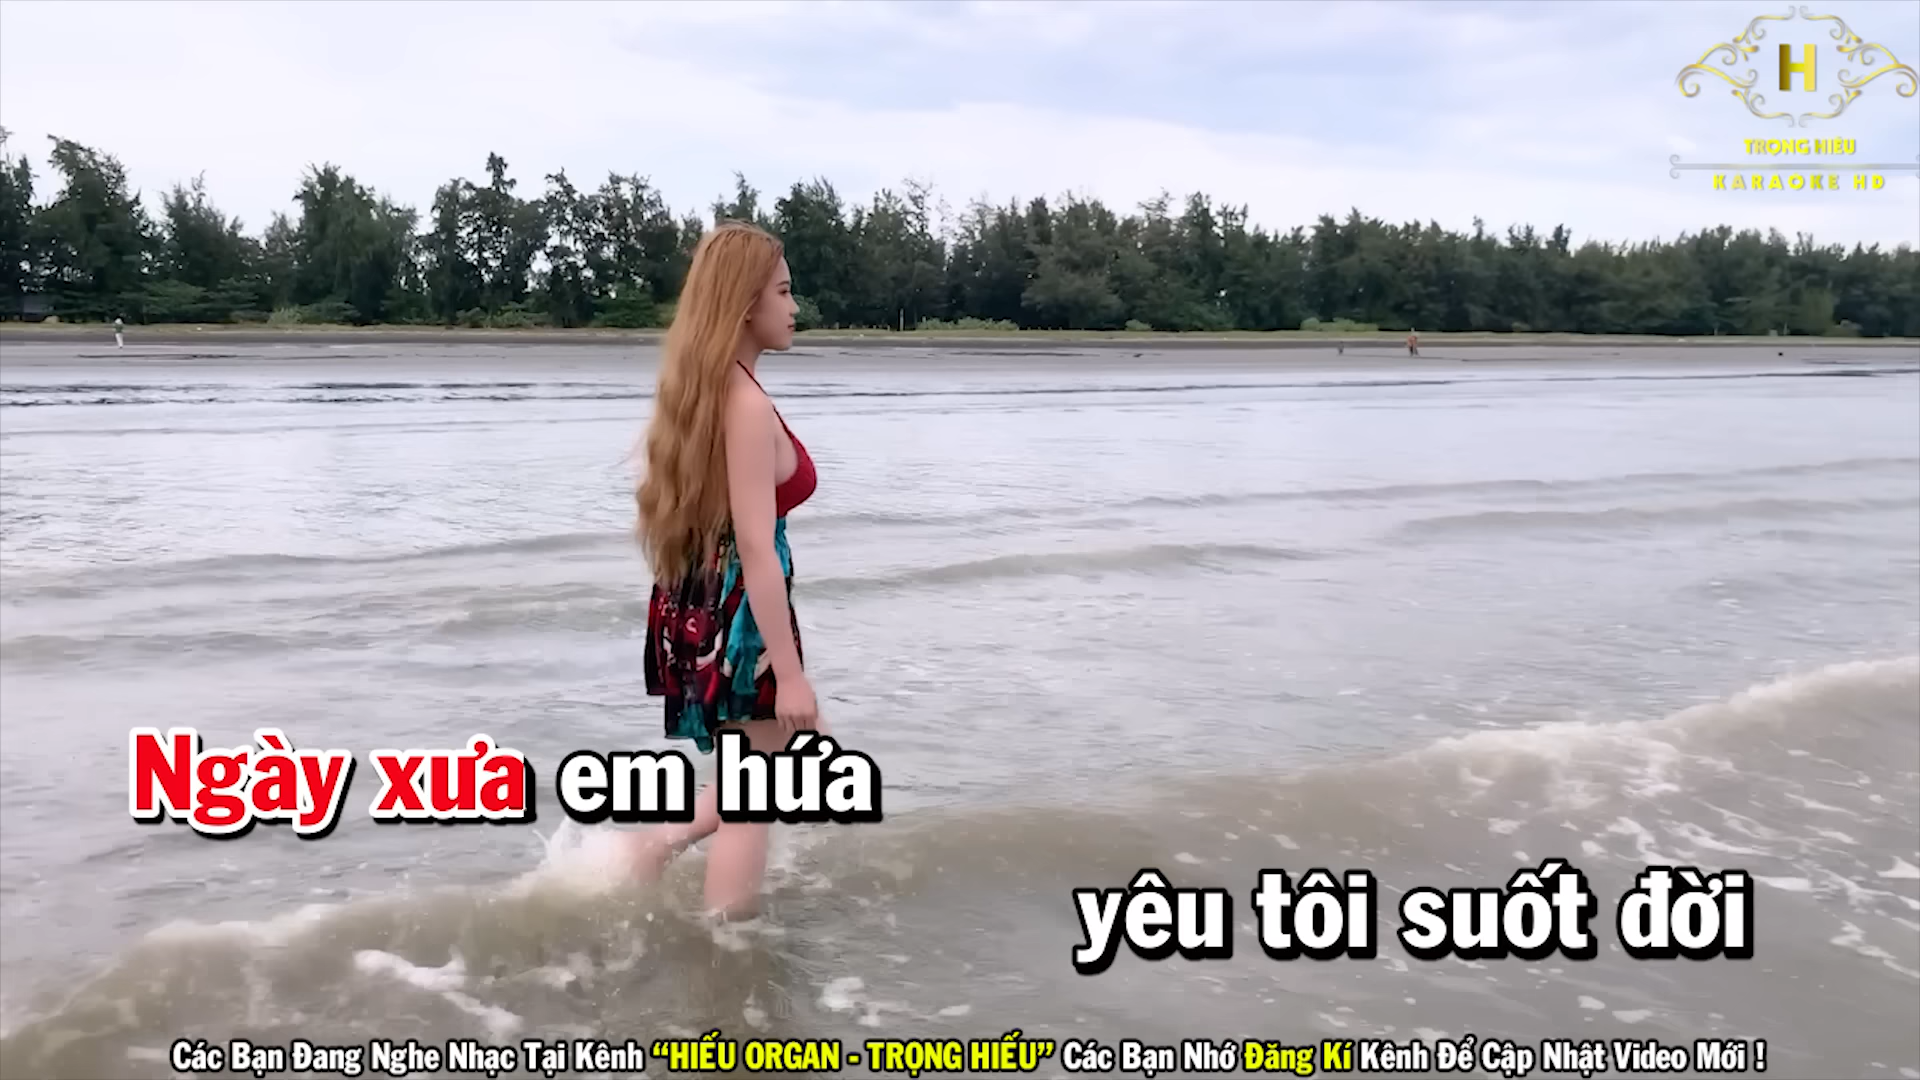 H
TRỌNG HIẾU
KARAOKE HD
Ngày xưa em hứa
yêu tôi suốt đời
Các Bạn Đang Nghe Nhạc Tại Kênh “HIẾU ORGAN - TRỌNG HIẾU” Các Bạn Nhớ Đăng Kí Kênh Để Cập Nhật Video Mới !